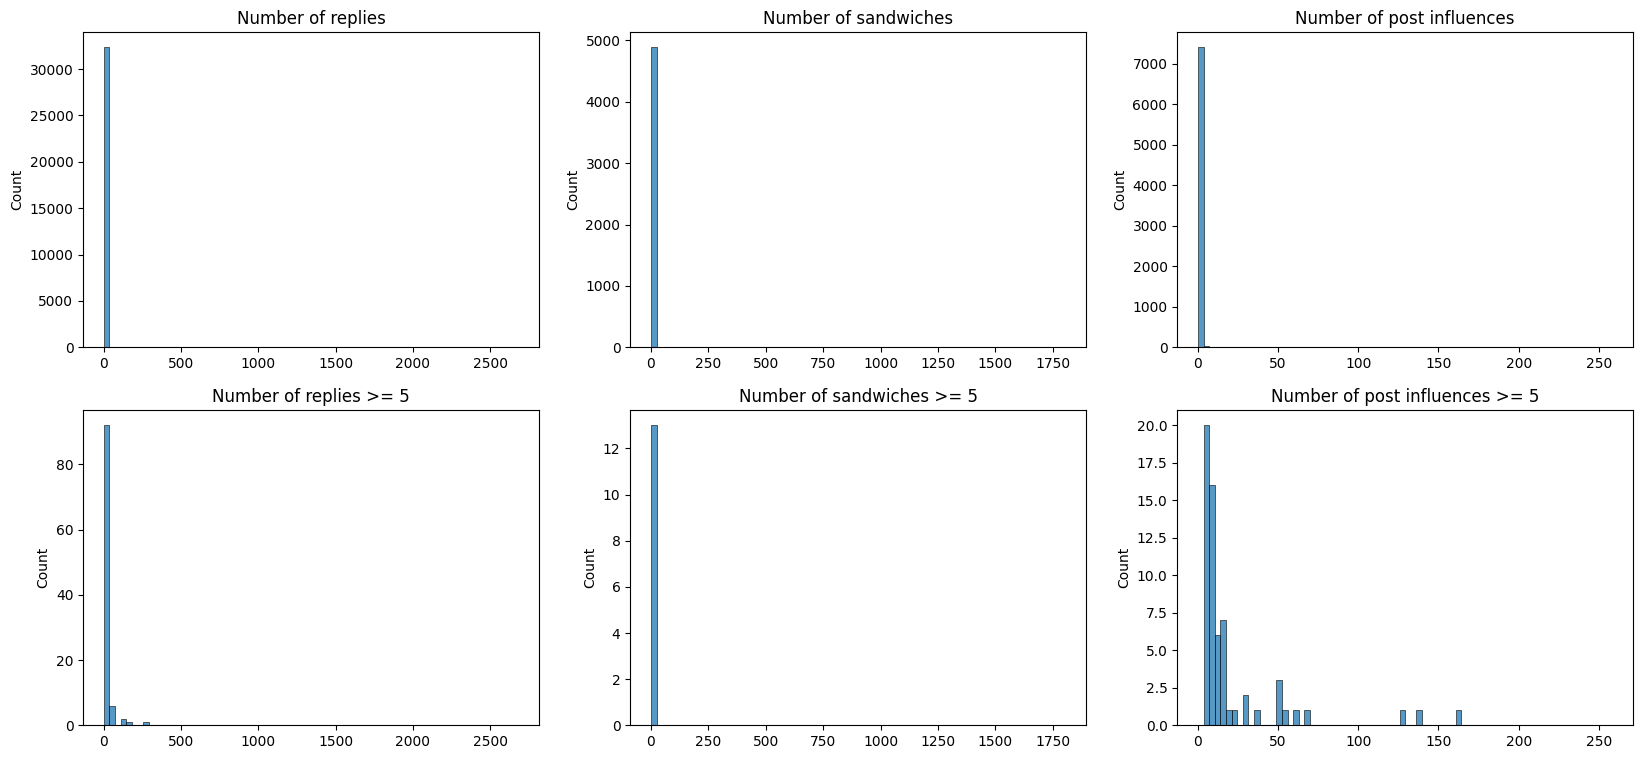 Number of replies
Count
30000
25000
20000
15000
10000
5000
0
0 500 1000 1500 2000 2500
Number of sandwiches
Count
5000
4000
3000
2000
1000
0
0 250 500 750 1000 1250 1500 1750
Number of post influences
Count
7000
6000
5000
4000
3000
2000
1000
0
0 50 100 150 200 250
Number of replies >= 5
Count
80
60
40
20
0
0 500 1000 1500 2000 2500
Number of sandwiches >= 5
Count
12
10
8
6
4
2
0
0 250 500 750 1000 1250 1500 1750
Number of post influences >= 5
Count
20.0
17.5
15.0
12.5
10.0
7.5
5.0
2.5
0.0
0 50 100 150 200 250